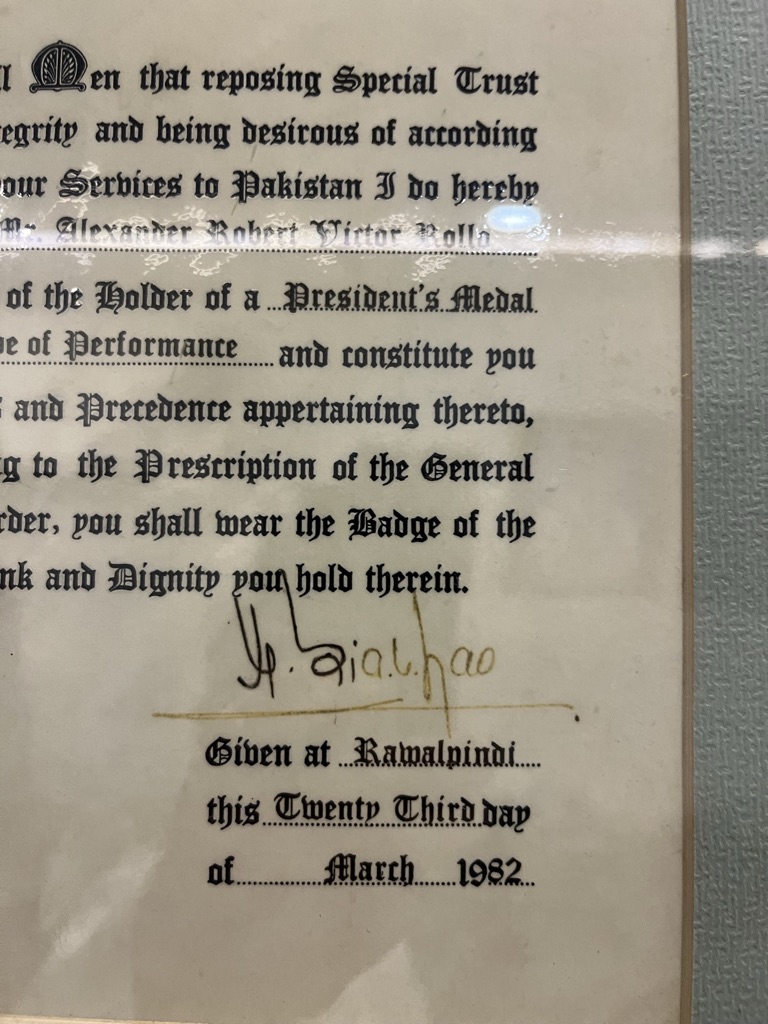 Men that reposing Special Trust
egrity and being desirous of according
our Services to Pakistan I do hereby
Mr. Alexander Robert Victor Rollo
of the Holder of a President's Medal
e of Performance and constitute you
and Precedence appertaining thereto,
g to the Prescription of the General
rder, you shall wear the Badge of the
nk and Dignity you hold therein.
Given at Rawalpindi
this Twenty Third day
of March 1982